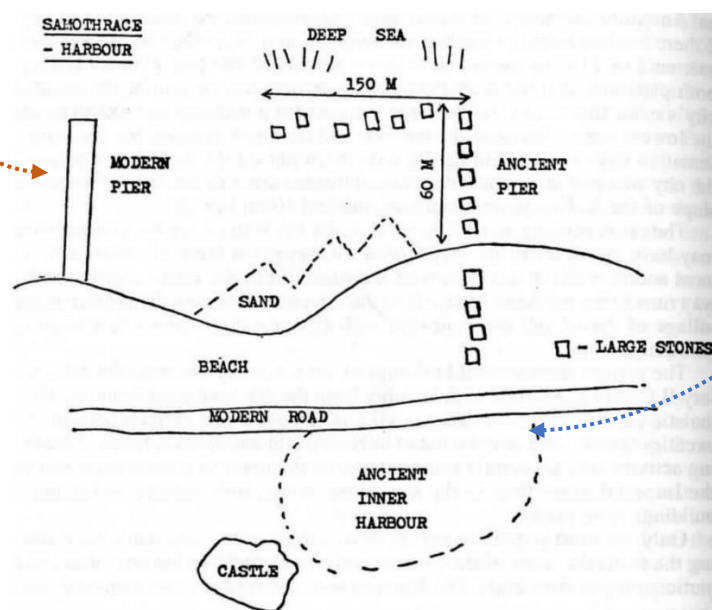 SAMOTHRACE
- HARBOUR
DEEP SEA
150 M
MODERN
PIER
60 M
ANCIENT
PIER
SAND
BEACH
- LARGE STONES
MODERN ROAD
ANCIENT
INNER
HARBOUR
CASTLE